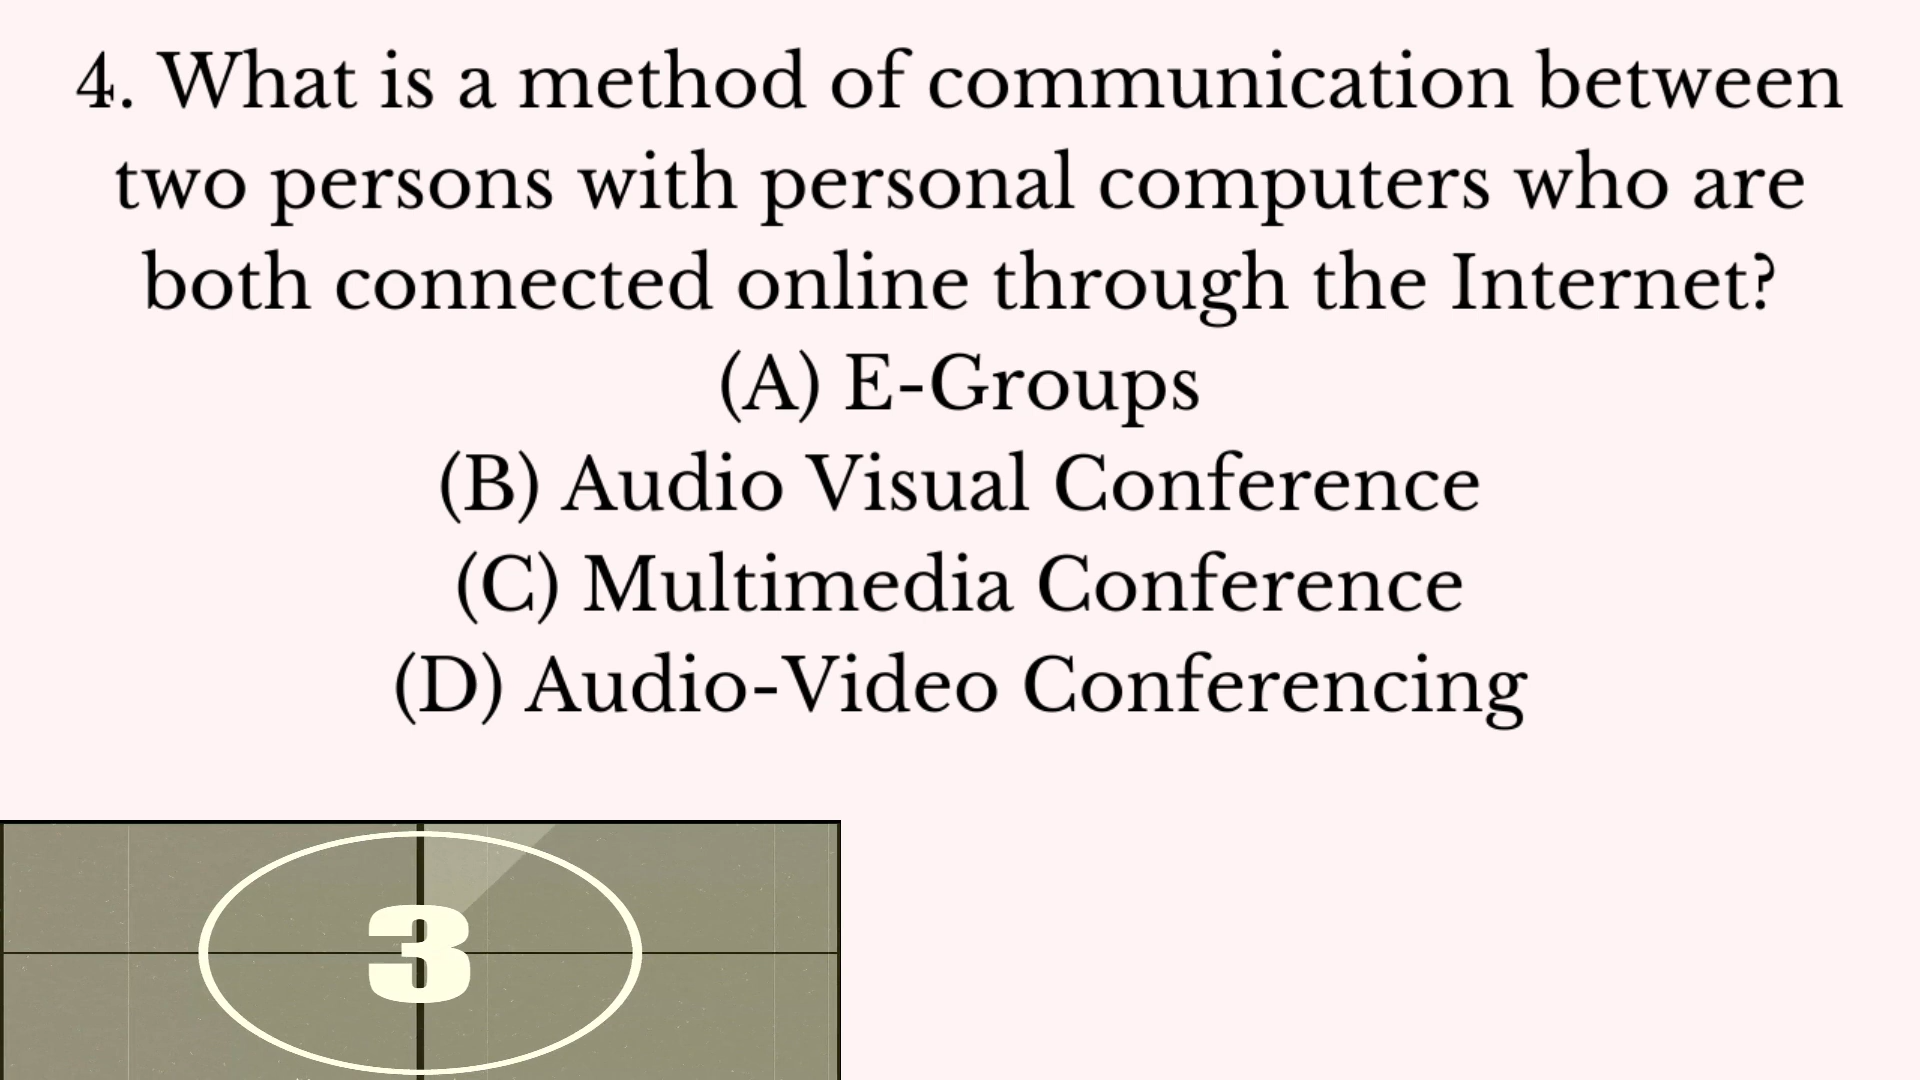 4. What is a method of communication between
two persons with personal computers who are
both connected online through the Internet?
(A) E-Groups
(B) Audio Visual Conference
(C) Multimedia Conference
(D) Audio-Video Conferencing
3